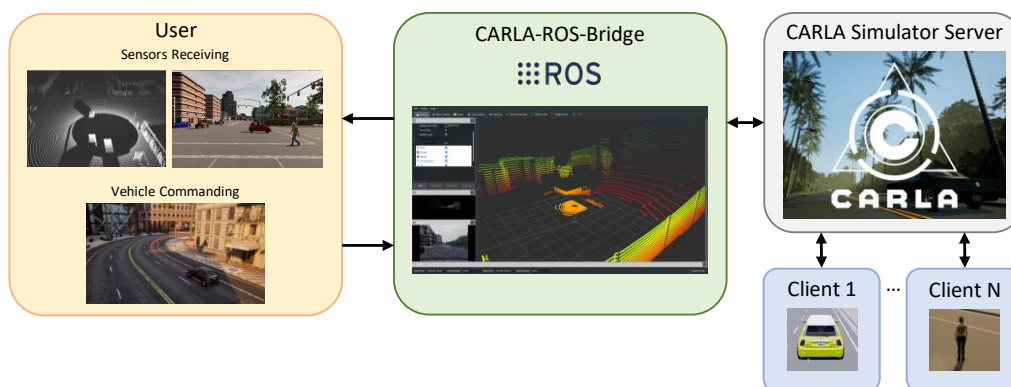 User
Sensors Receiving
Vehicle Commanding
CARLA-ROS-Bridge
ROS
CARLA Simulator Server
CARLA
Client 1
...
Client N